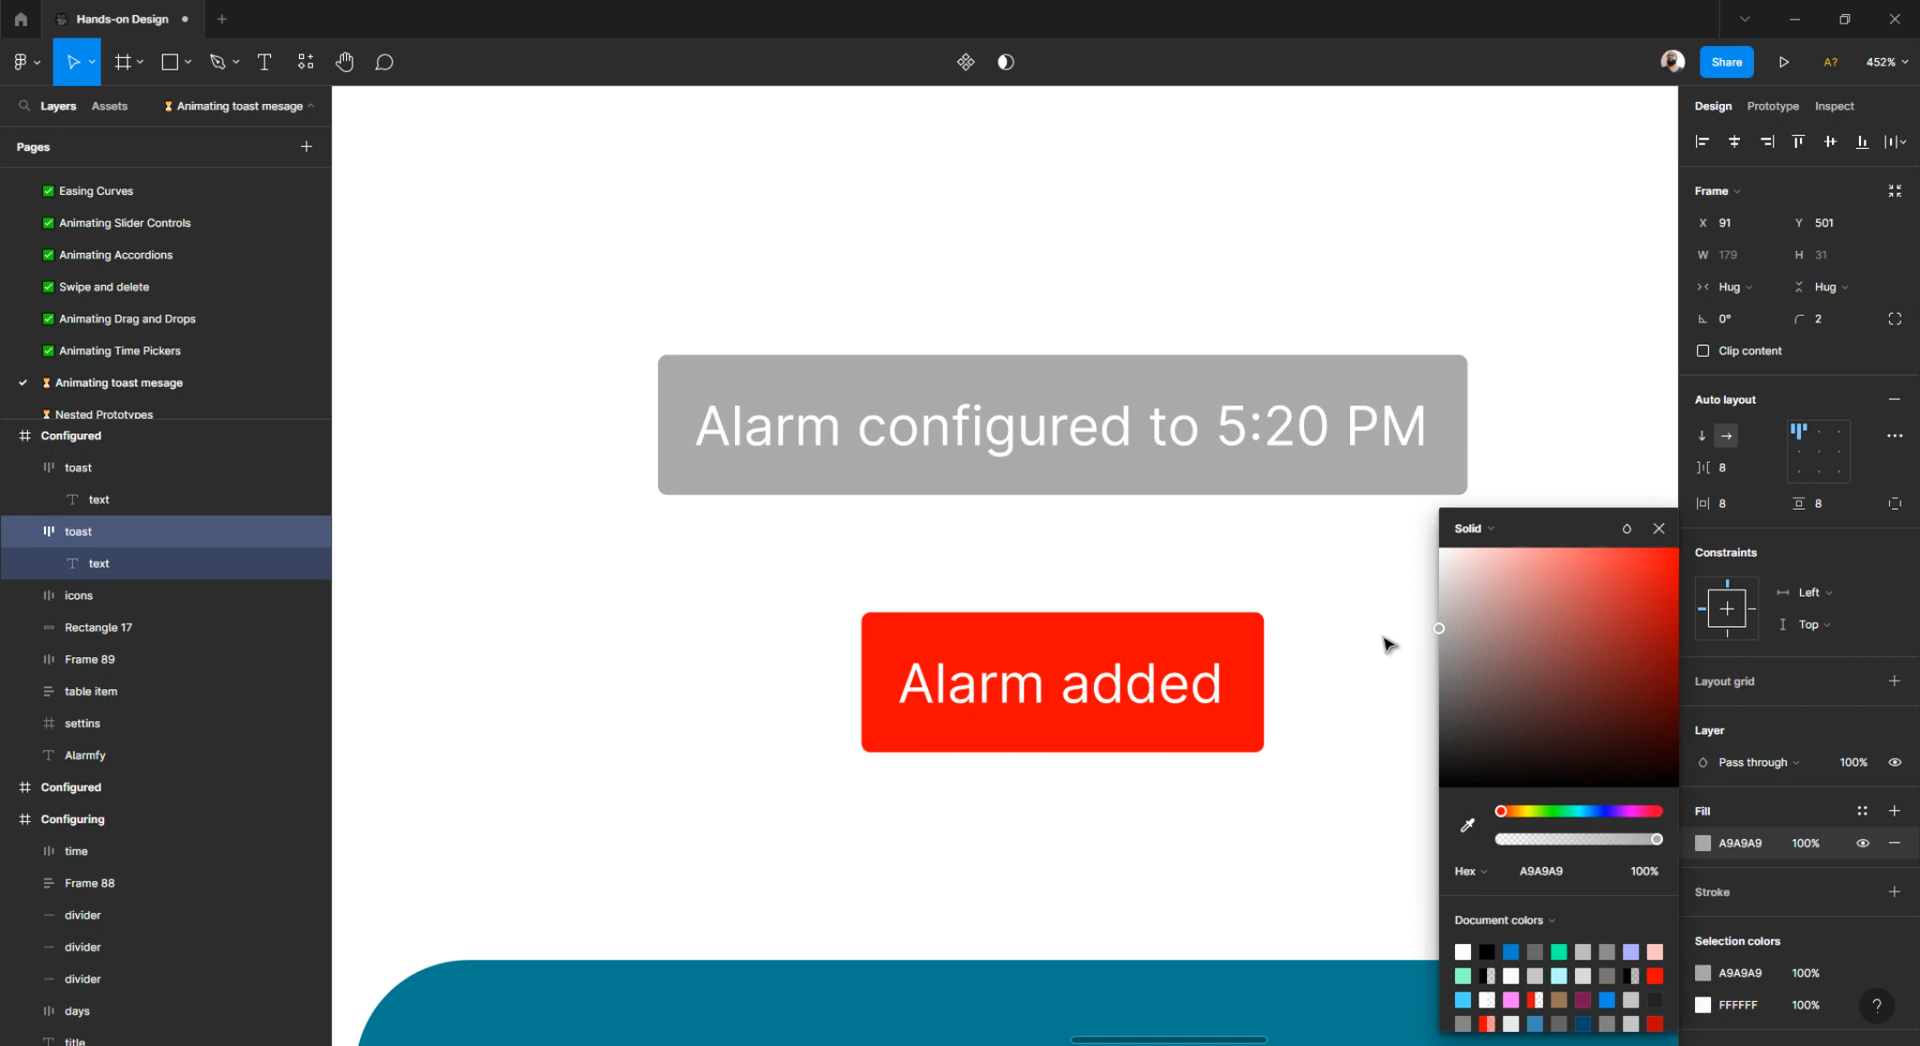 Hands-on Design
Share
A?
452%
Layers
Assets
Animating toast mesage
Pages
Easing Curves
Animating Slider Controls
Animating Accordions
Swipe and delete
Animating Drag and Drops
Animating Time Pickers
Animating toast mesage
Nested Prototypes
Configured
toast
text
toast
text
icons
Rectangle 17
Frame 89
table item
settins
Alarmfy
Configured
Configuring
time
Frame 88
divider
divider
divider
days
title
Alarm configured to 5:20 PM
Alarm added
Solid
Hex A9A9A9 100%
Document colors
Design Prototype Inspect
Frame
X 91 Y 501
W 179 H 31
Hug Hug
0° 2
Clip content
Auto layout
8
8 8
Constraints
Left
Top
Layout grid
Layer
Pass through 100%
Fill
A9A9A9 100%
Stroke
Selection colors
A9A9A9 100%
FFFFFF 100%
?